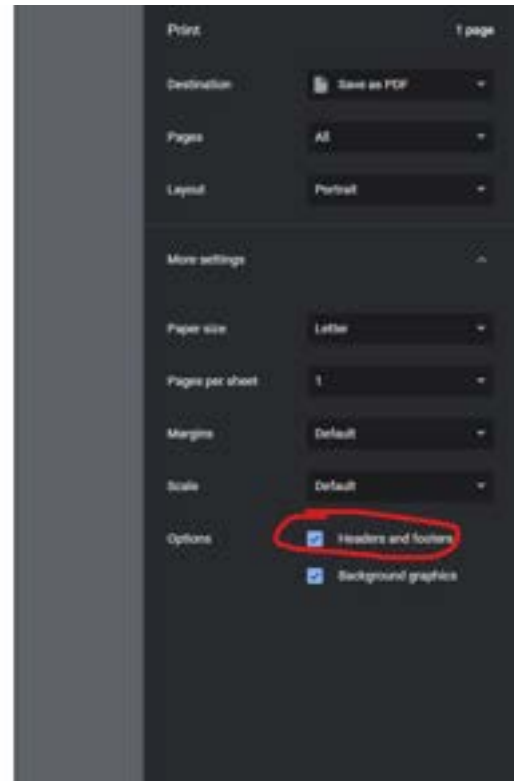 Print 1 page
Destination Save as PDF
Pages All
Layout Portrait
More settings
Paper size Letter
Pages per sheet 1
Margins Default
Scale Default
Options Headers and footers
Background graphics